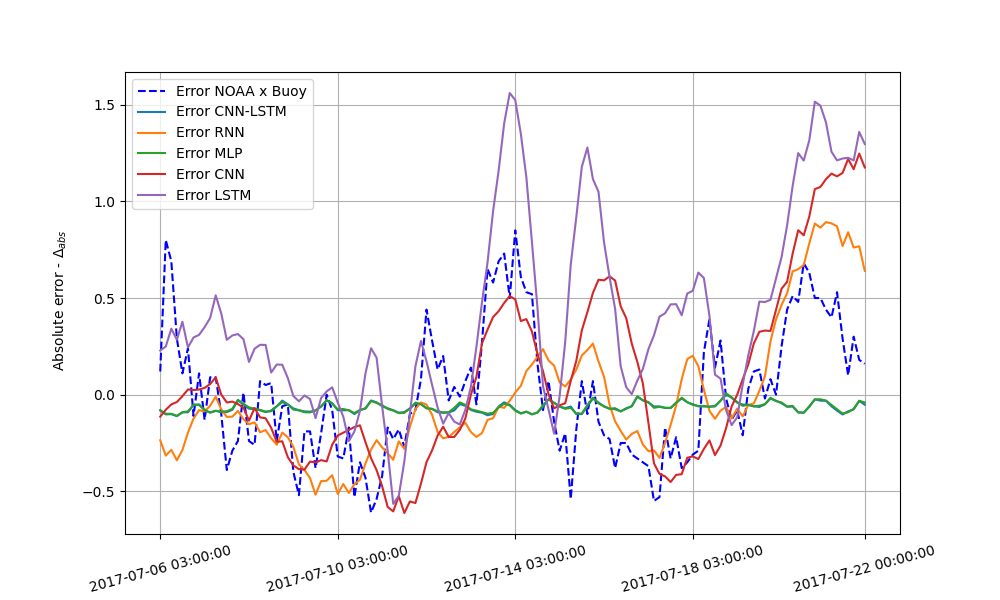 Error NOAA x Buoy
Error CNN-LSTM
Error RNN
Error MLP
Error CNN
Error LSTM
Absolute error - Δabs
1.5
1.0
0.5
0.0
−0.5
2017-07-06 03:00:00
2017-07-10 03:00:00
2017-07-14 03:00:00
2017-07-18 03:00:00
2017-07-22 00:00:00